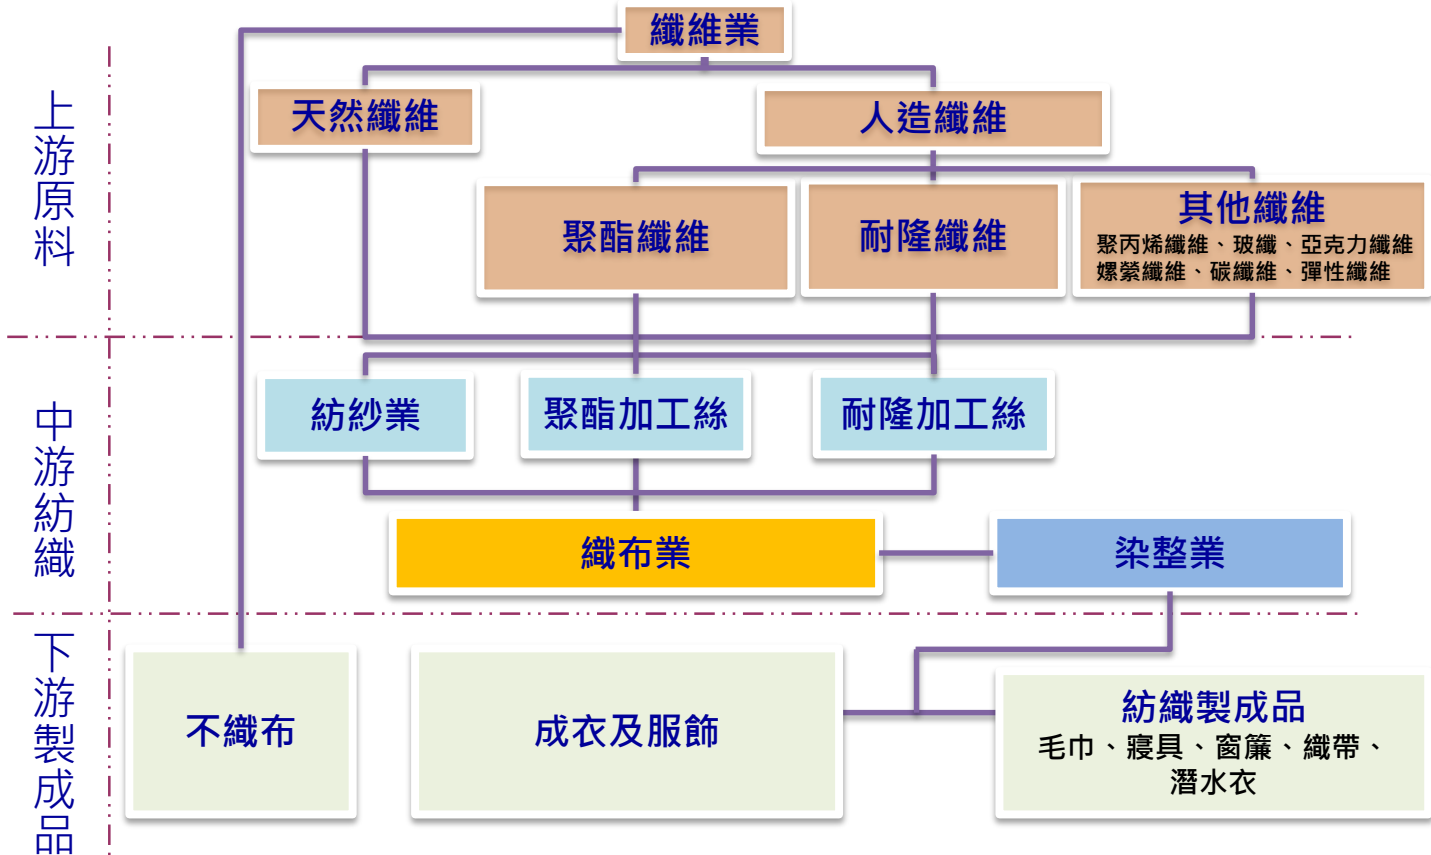 上游原料
纖維業
天然纖維
人造纖維
聚酯纖維
耐隆纖維
其他纖維
聚丙烯纖維、玻纖、亞克力纖維
嫘縈纖維、碳纖維、彈性纖維
中游紡織
紡紗業
聚酯加工絲
耐隆加工絲
織布業
染整業
下游製成品
不織布
成衣及服飾
紡織製成品
毛巾、寢具、窗簾、織帶、
潛水衣